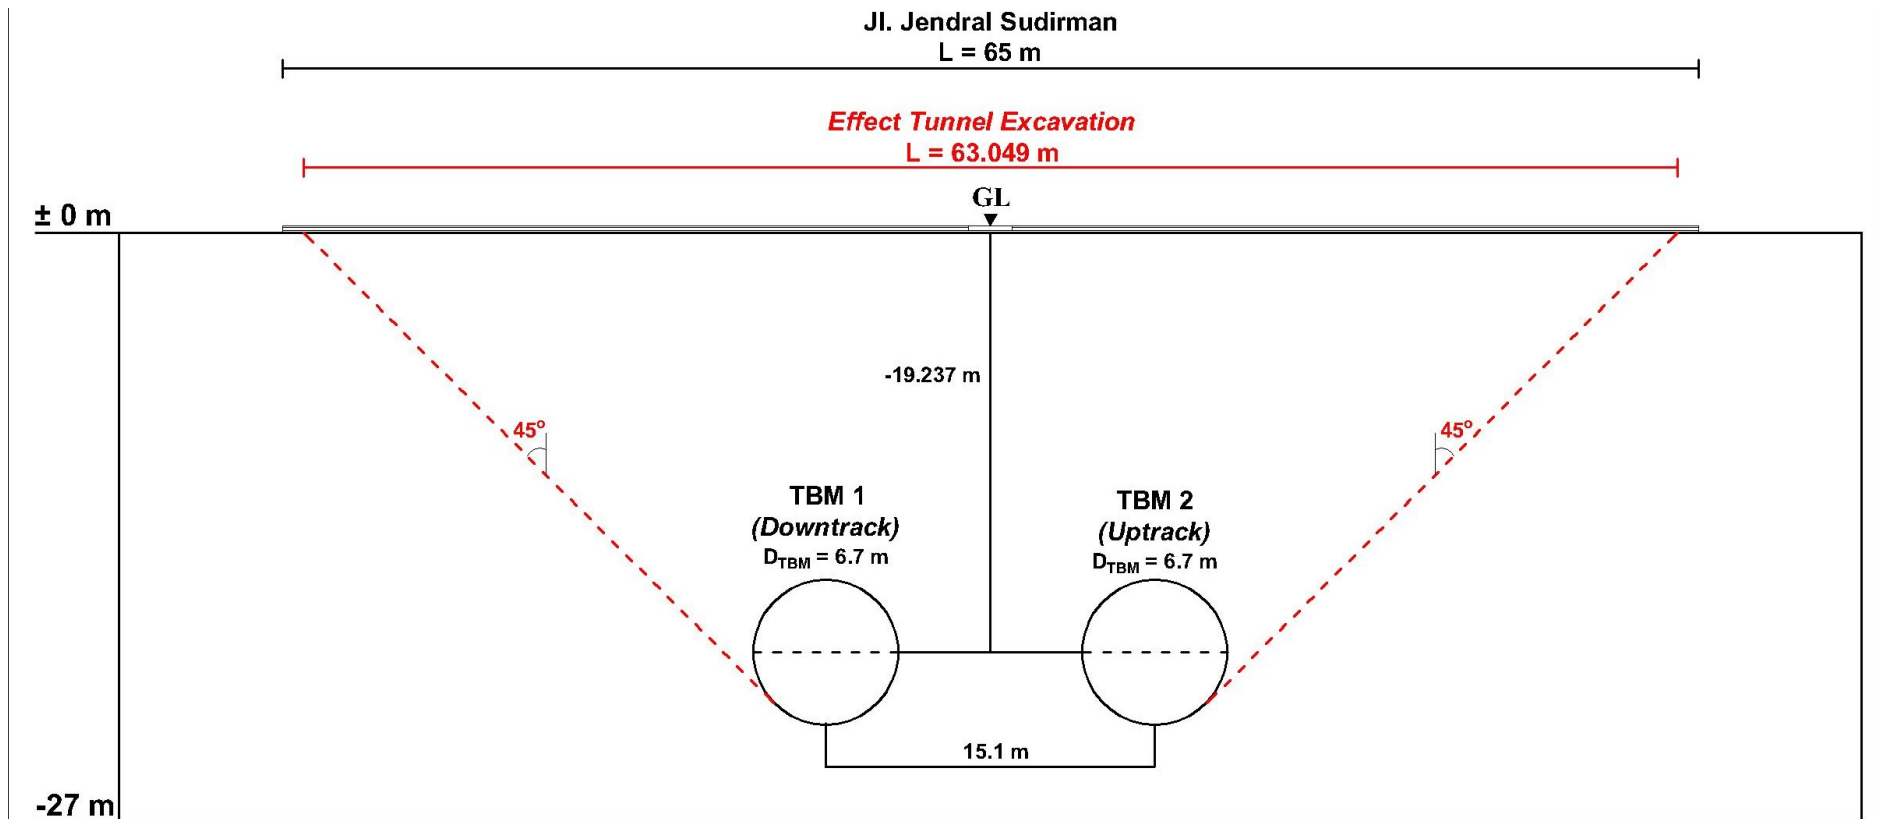 Jl. Jendral Sudirman
L = 65 m
Effect Tunnel Excavation
L = 63.049 m
GL
± 0 m
-19.237 m
45°
45°
TBM 1
(Downtrack)
DTBM = 6.7 m
TBM 2
(Uptrack)
DTBM = 6.7 m
15.1 m
-27 m